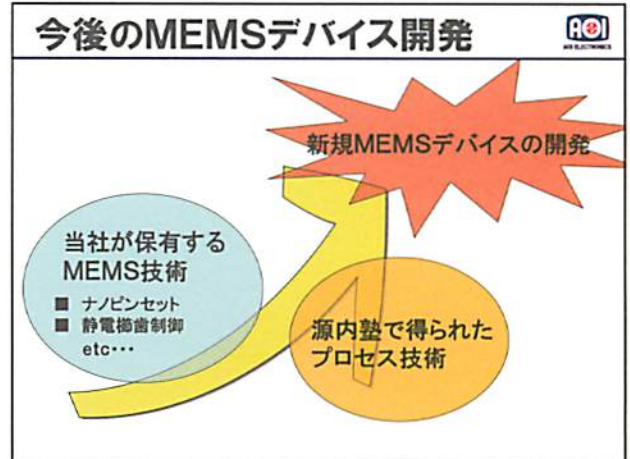 今後のMEMSデバイス開発
AOI
AOI ELECTRONICS
新規MEMSデバイスの開発
当社が保有する
MEMS技術
■ ナノピンセット
■ 静電櫛歯制御
etc･･･
源内塾で得られた
プロセス技術